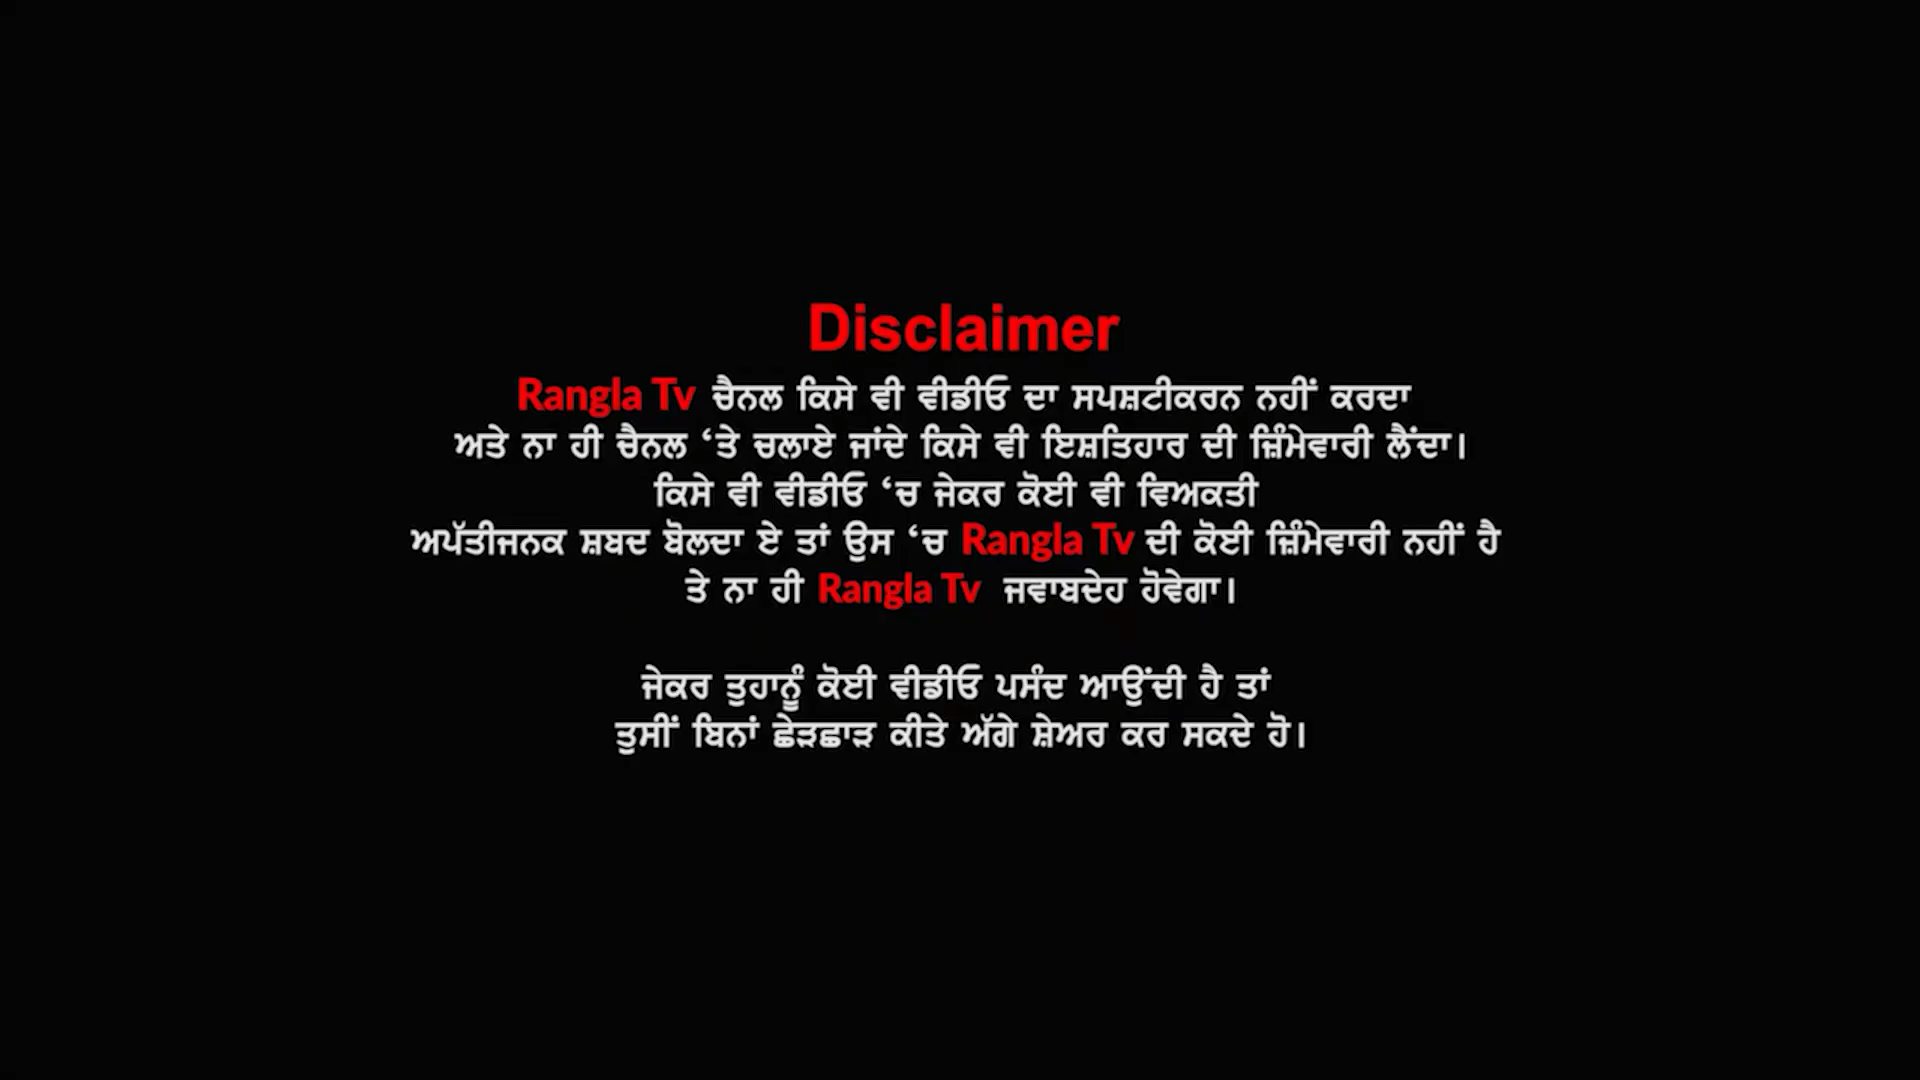 Disclaimer
Rangla Tv ਚੈਨਲ ਕਿਸੇ ਵੀ ਵੀਡੀਓ ਦਾ ਸਪਸ਼ਟੀਕਰਨ ਨਹੀਂ ਕਰਦਾ
ਅਤੇ ਨਾ ਹੀ ਚੈਨਲ ‘ਤੇ ਚਲਾਏ ਜਾਂਦੇ ਕਿਸੇ ਵੀ ਇਸ਼ਤਿਹਾਰ ਦੀ ਜ਼ਿੰਮੇਵਾਰੀ ਲੈਂਦਾ।
ਕਿਸੇ ਵੀ ਵੀਡੀਓ ‘ਚ ਜੇਕਰ ਕੋਈ ਵੀ ਵਿਅਕਤੀ
ਅਪੱਤੀਜਨਕ ਸ਼ਬਦ ਬੋਲਦਾ ਏ ਤਾਂ ਉਸ ‘ਚ Rangla Tv ਦੀ ਕੋਈ ਜ਼ਿੰਮੇਵਾਰੀ ਨਹੀਂ ਹੈ
ਤੇ ਨਾ ਹੀ Rangla Tv ਜਵਾਬਦੇਹ ਹੋਵੇਗਾ।
ਜੇਕਰ ਤੁਹਾਨੂੰ ਕੋਈ ਵੀਡੀਓ ਪਸੰਦ ਆਉਂਦੀ ਹੈ ਤਾਂ
ਤੁਸੀਂ ਬਿਨਾਂ ਛੇੜਛਾੜ ਕੀਤੇ ਅੱਗੇ ਸ਼ੇਅਰ ਕਰ ਸਕਦੇ ਹੋ।